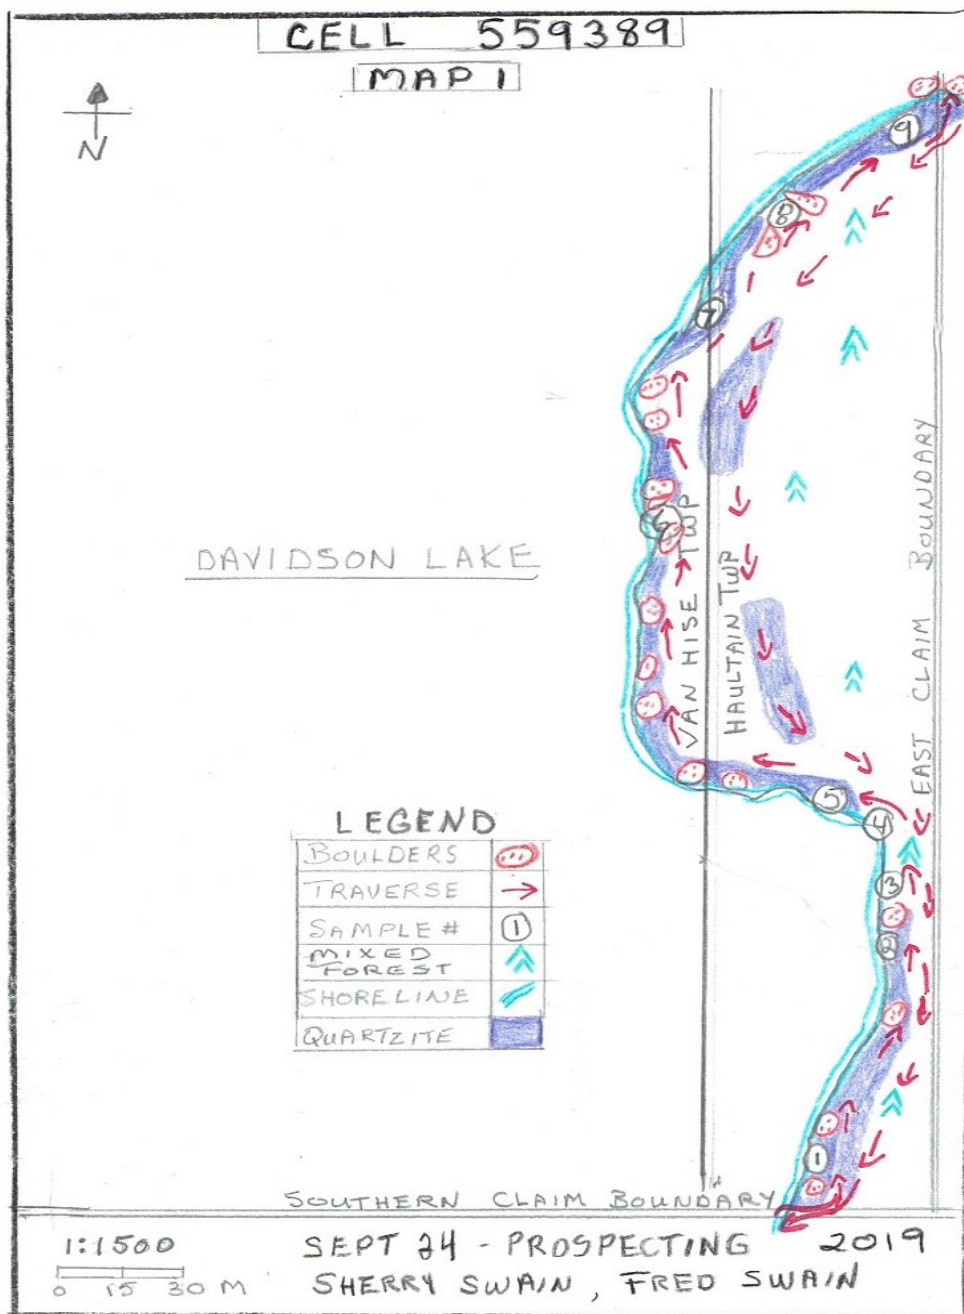 CELL 559389
MAP 1
N
9
8
7
6
DAVIDSON LAKE
VAN HISE TWP
HAULTAIN TWP
EAST CLAIM BOUNDARY
5
4
3
2
1
LEGEND
BOULDERS
TRAVERSE
SAMPLE # 1
MIXED
FOREST
SHORELINE
QUARTZITE
SOUTHERN CLAIM BOUNDARY
1:1500
0 15 30 M
SEPT 24 - PROSPECTING 2019
SHERRY SWAIN, FRED SWAIN